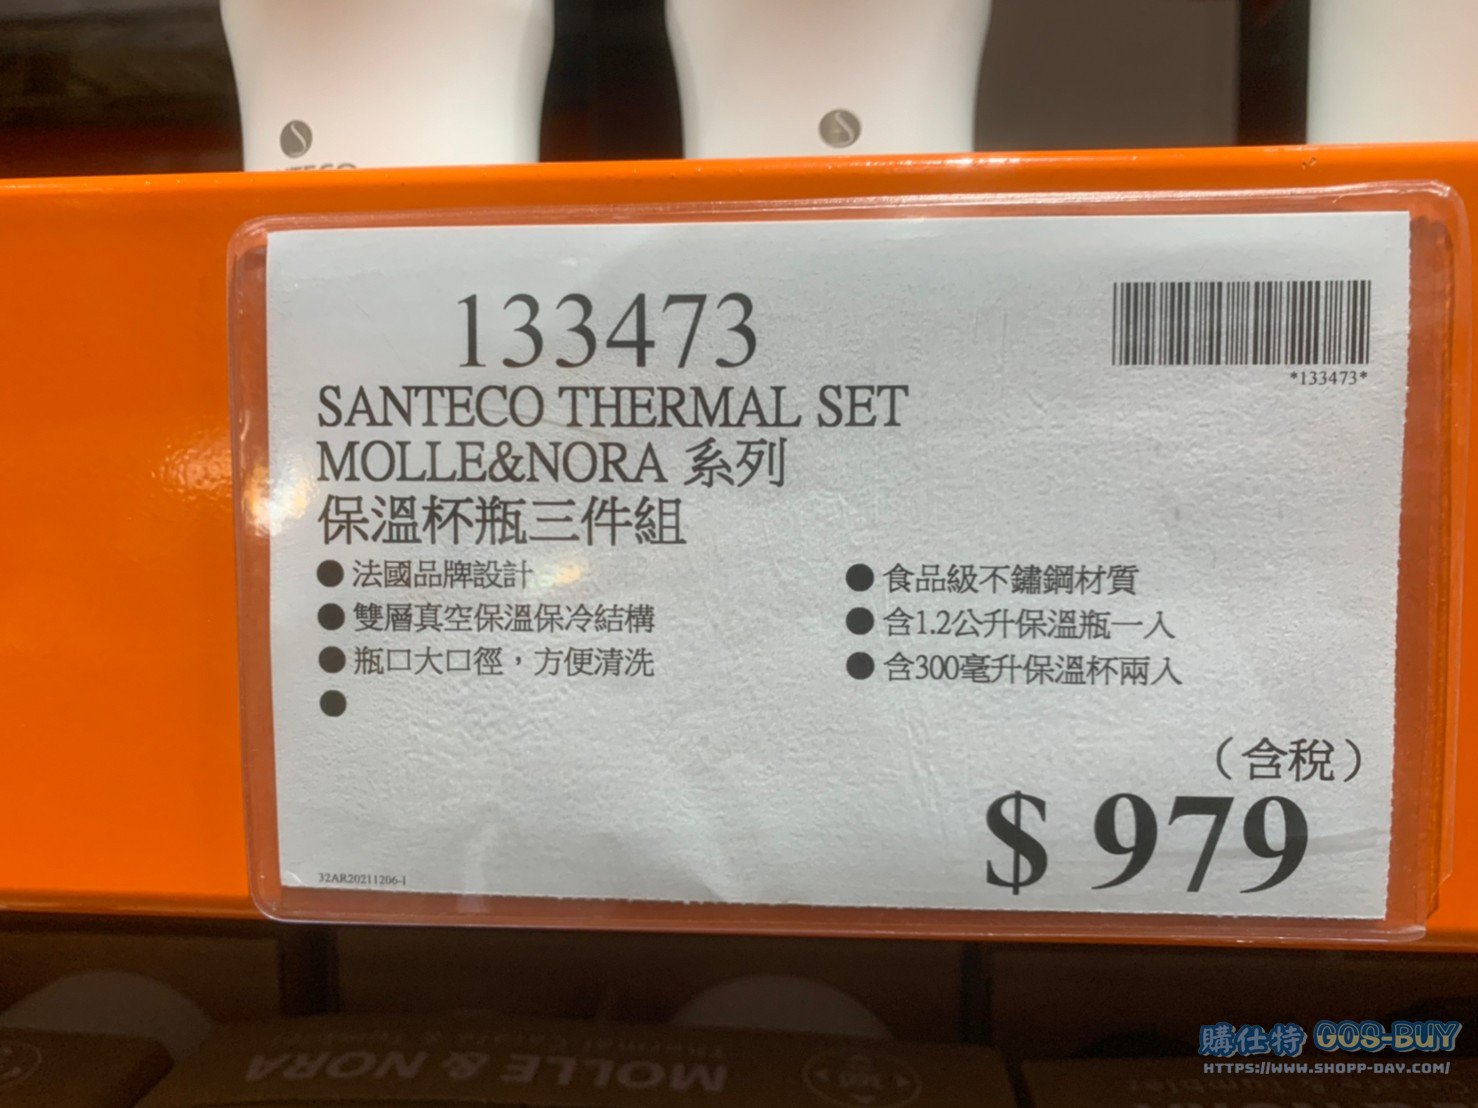 133473
*133473*
SANTECO THERMAL SET
MOLLE&NORA 系列
保溫杯瓶三件組
●法國品牌設計
●雙層真空保溫保冷結構
●瓶口大口徑，方便清洗
●
●食品級不鏽鋼材質
●含1.2公升保溫瓶一入
●含300毫升保溫杯兩入
（含稅）
$ 979
32AR20211206-1
MOLLE & NORA
購仕特 GOS-BUY
HTTPS://WWW.SHOPP-DAY.COM/